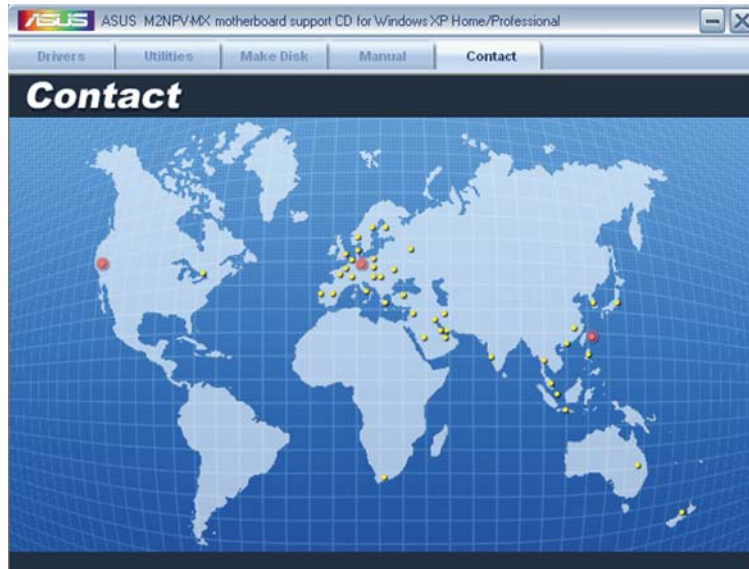 ASUS ASUS M2NPV-MX motherboard support CD for Windows XP Home/Professional
Drivers Utilities Make Disk Manual Contact
Contact